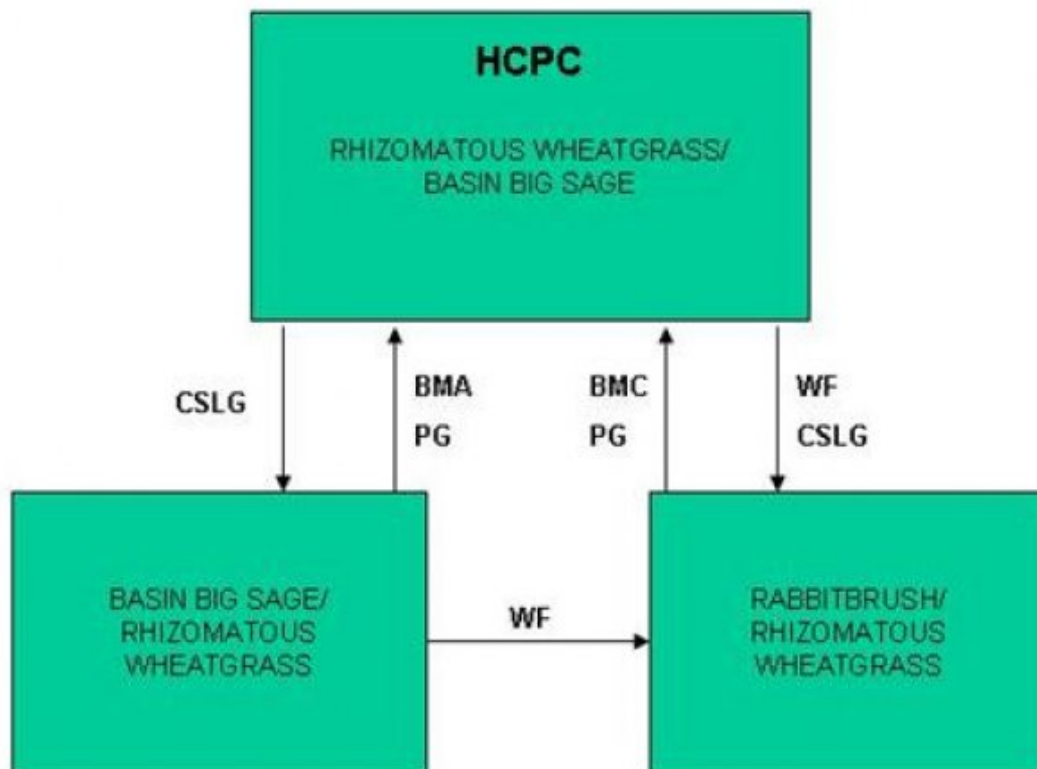 HCPC
RHIZOMATOUS WHEATGRASS/
BASIN BIG SAGE
CSLG
BMA
PG
BMC
PG
WF
CSLG
BASIN BIG SAGE/
RHIZOMATOUS
WHEATGRASS
WF
RABBITBRUSH/
RHIZOMATOUS
WHEATGRASS